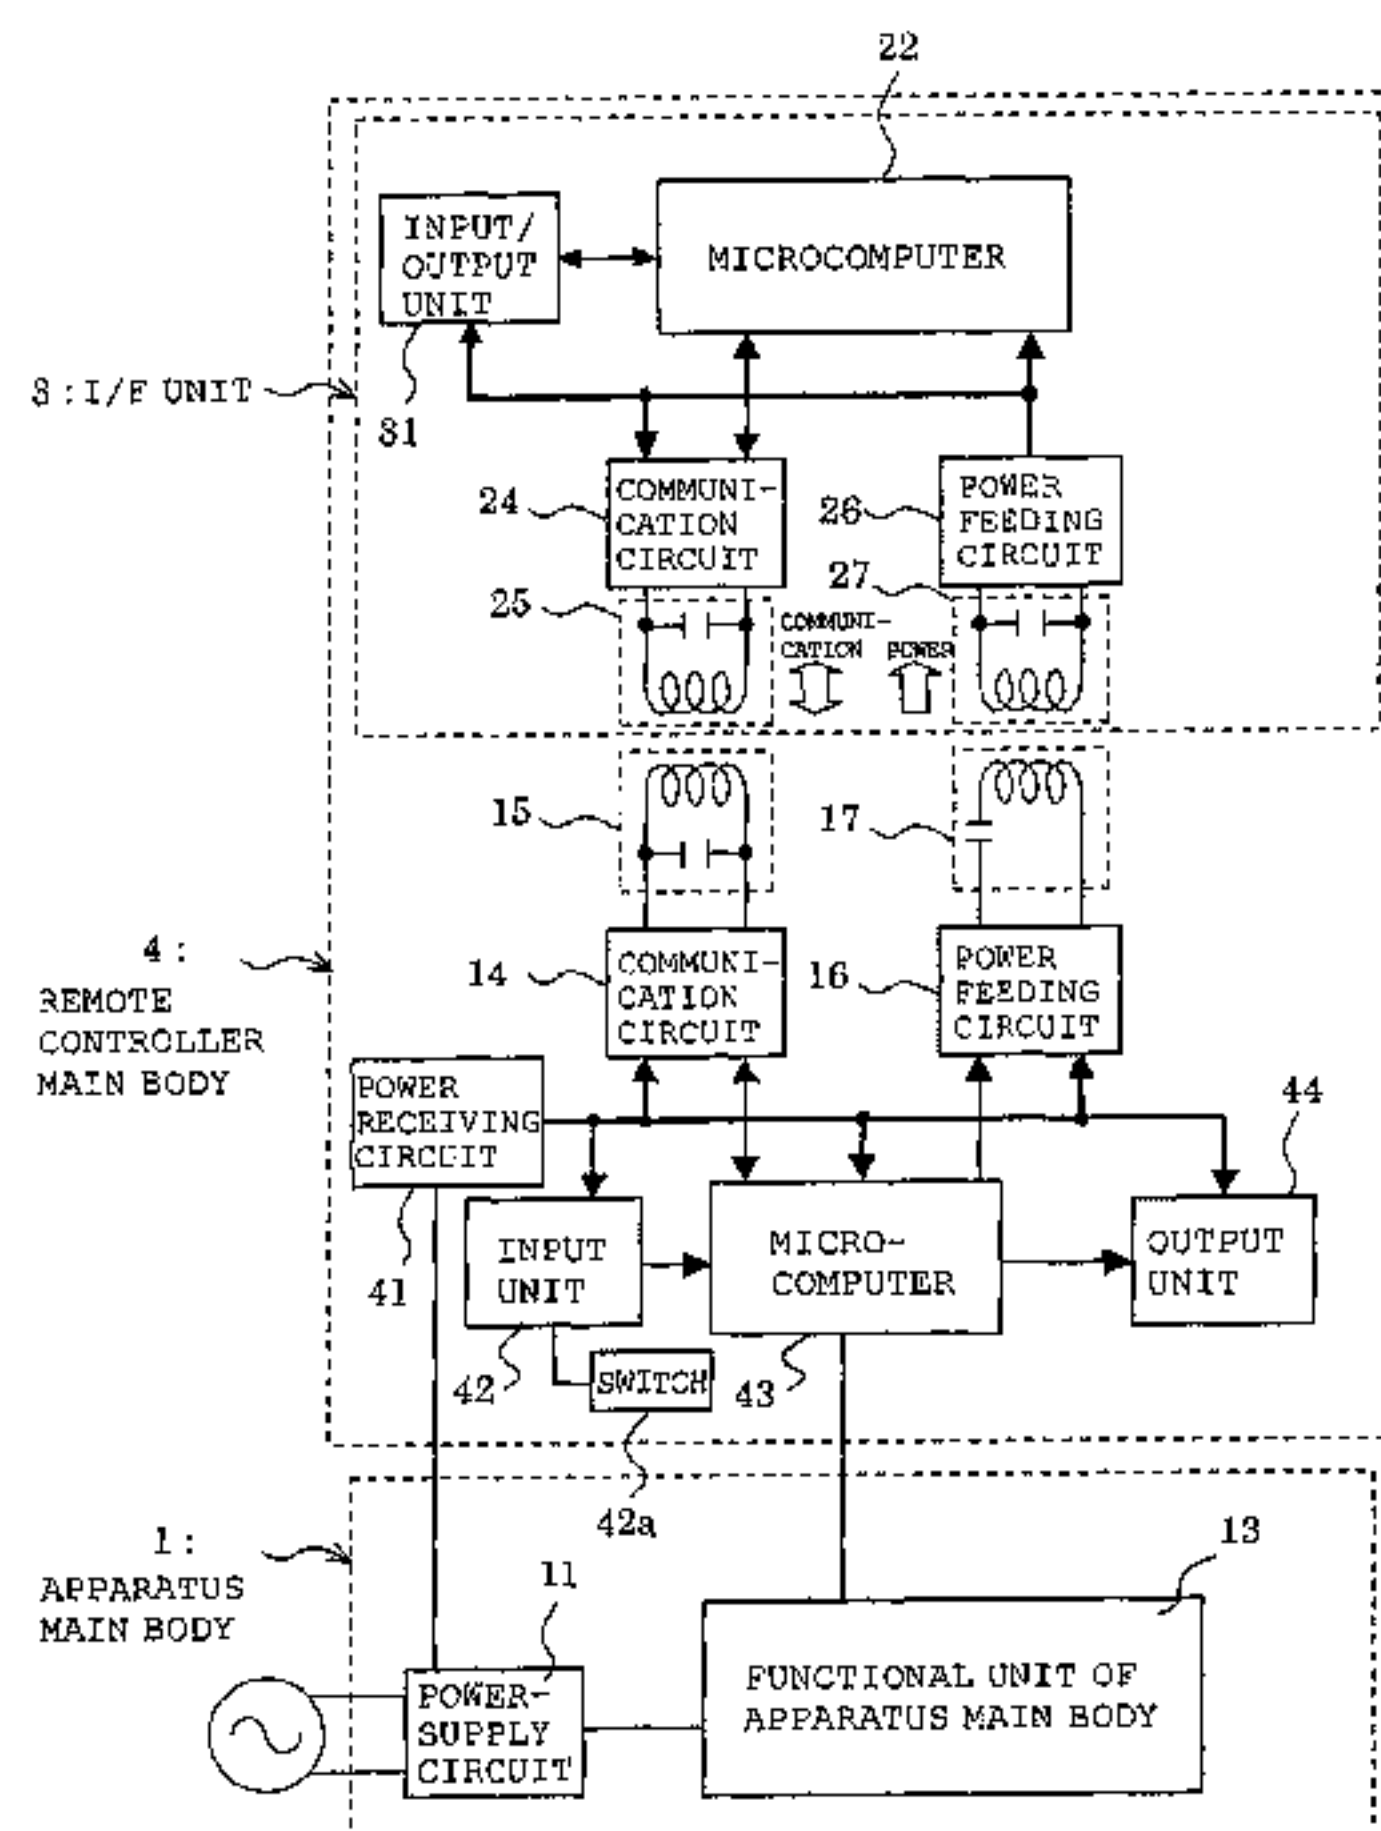 22
INPUT/
OUTPUT
UNIT
MICROCOMPUTER
3 : I/F UNIT
31
24
COMMUNI-
CATION
CIRCUIT
26
POWER
FEEDING
CIRCUIT
25
COMMUNI-
CATION
POWER
27
15
17
4 :
REMOTE
CONTROLLER
MAIN BODY
14
COMMUNI-
CATION
CIRCUIT
16
POWER
FEEDING
CIRCUIT
POWER
RECEIVING
CIRCUIT
44
41
INPUT
UNIT
MICRO-
COMPUTER
OUTPUT
UNIT
42
SWITCH
43
42a
1 :
APPARATUS
MAIN BODY
11
13
POWER-
SUPPLY
CIRCUIT
FUNCTIONAL UNIT OF
APPARATUS MAIN BODY